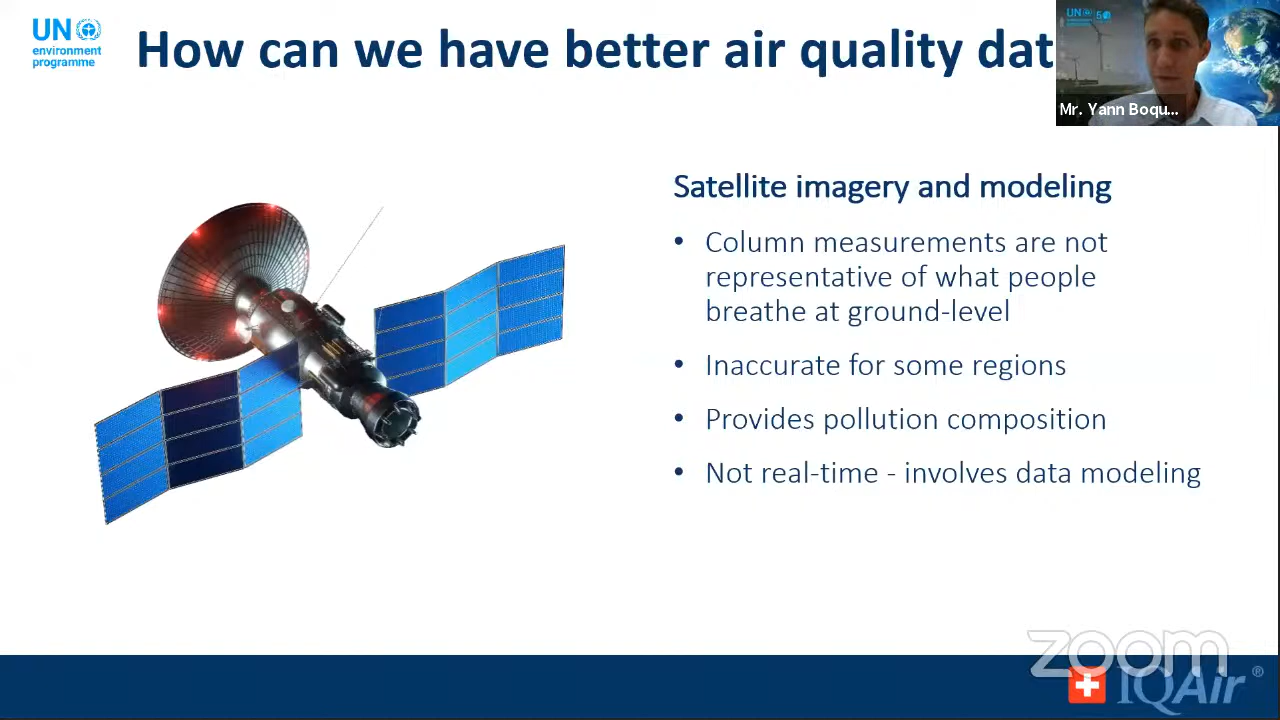 UN
environment
programme
How can we have better air quality dat
UN
50
Mr. Yann Boqu...
Satellite imagery and modeling
• Column measurements are not
representative of what people
breathe at ground-level
• Inaccurate for some regions
• Provides pollution composition
• Not real-time - involves data modeling
zoom
IQAir®